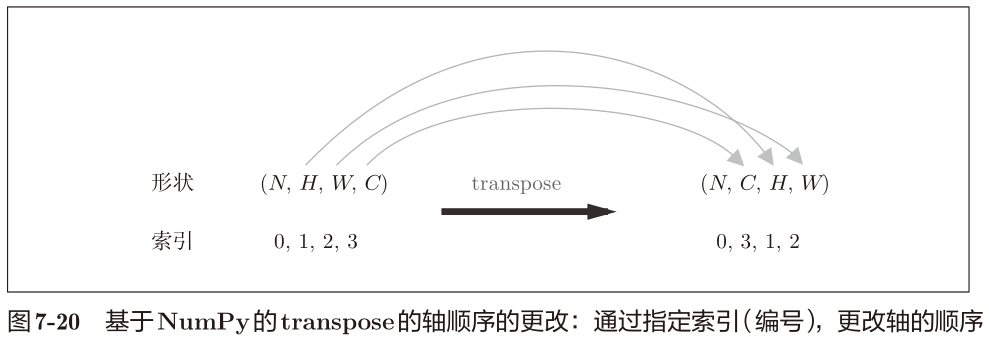 形状 (N, H, W, C) transpose (N, C, H, W)
索引 0, 1, 2, 3 0, 3, 1, 2
图7-20 基于NumPy的transpose的轴顺序的更改：通过指定索引（编号），更改轴的顺序